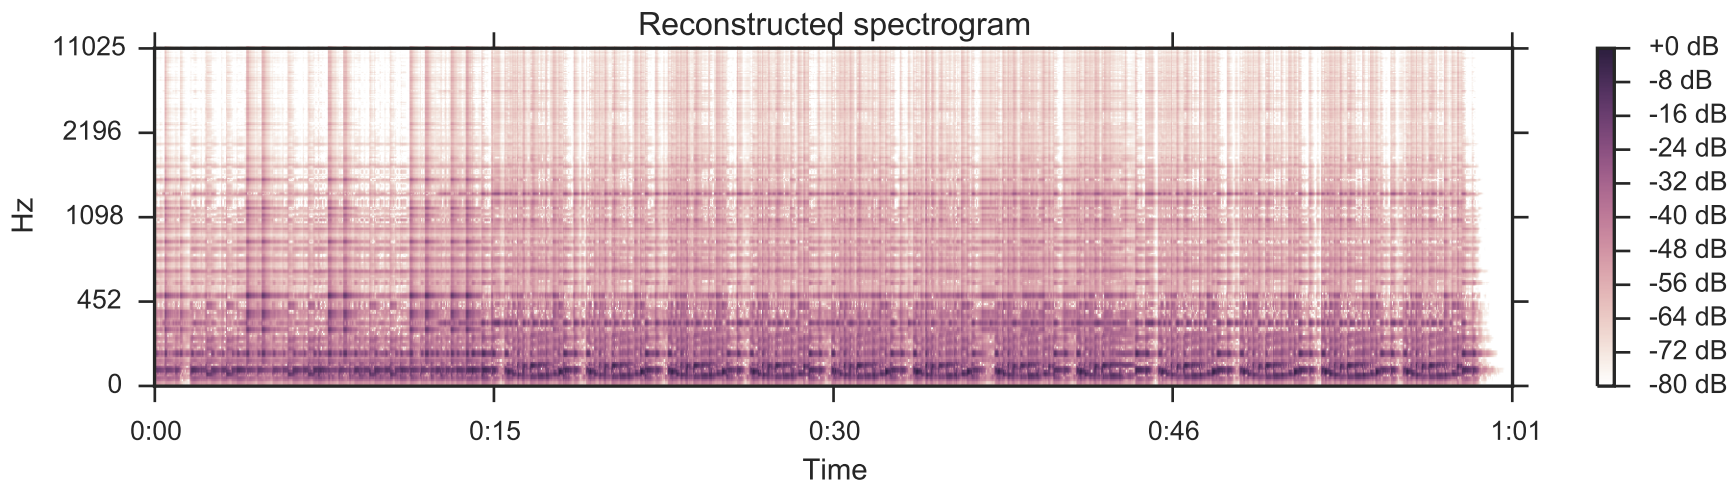 Reconstructed spectrogram
11025
2196
1098
452
0
Hz
0:00
0:15
0:30
0:46
1:01
Time
+0 dB
-8 dB
-16 dB
-24 dB
-32 dB
-40 dB
-48 dB
-56 dB
-64 dB
-72 dB
-80 dB